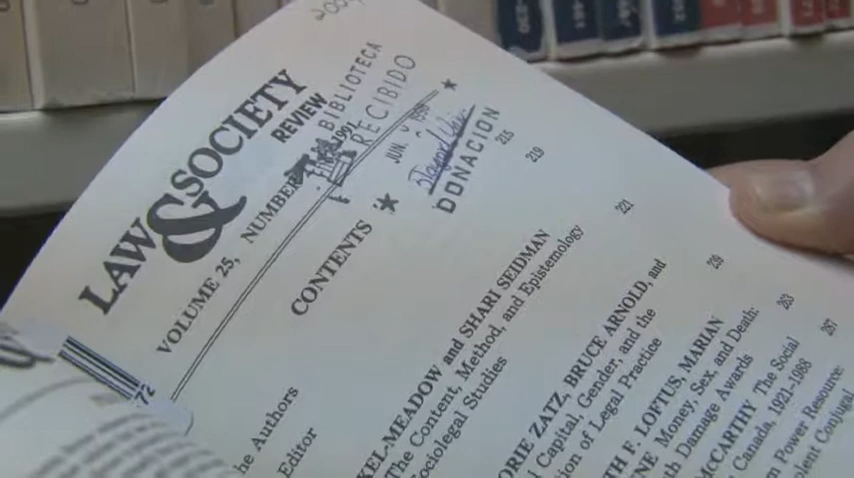 LAW & SOCIETY
REVIEW
VOLUME 25, NUMBER 1991
BIBLIOTECA
RECIBIDO
JUN.
DONACION
CONTENTS
he Authors 215
Editor 219
KEL-MEADOW and SHARI SEIDMAN
The Content, Method, and Epistemology
ociolegal Studies 221
ORIE ZATZ, BRUCE ARNOLD, and
l Capital, Gender, and the
tion of Legal Practice 239
TH F. LOFTUS, MARIAN
NE Money, Sex, and Death:
h Damage Awards 263
MCCARTHY The Social
Canada, 1921-1988 287
n Power Resource:
olent Conjugal
72